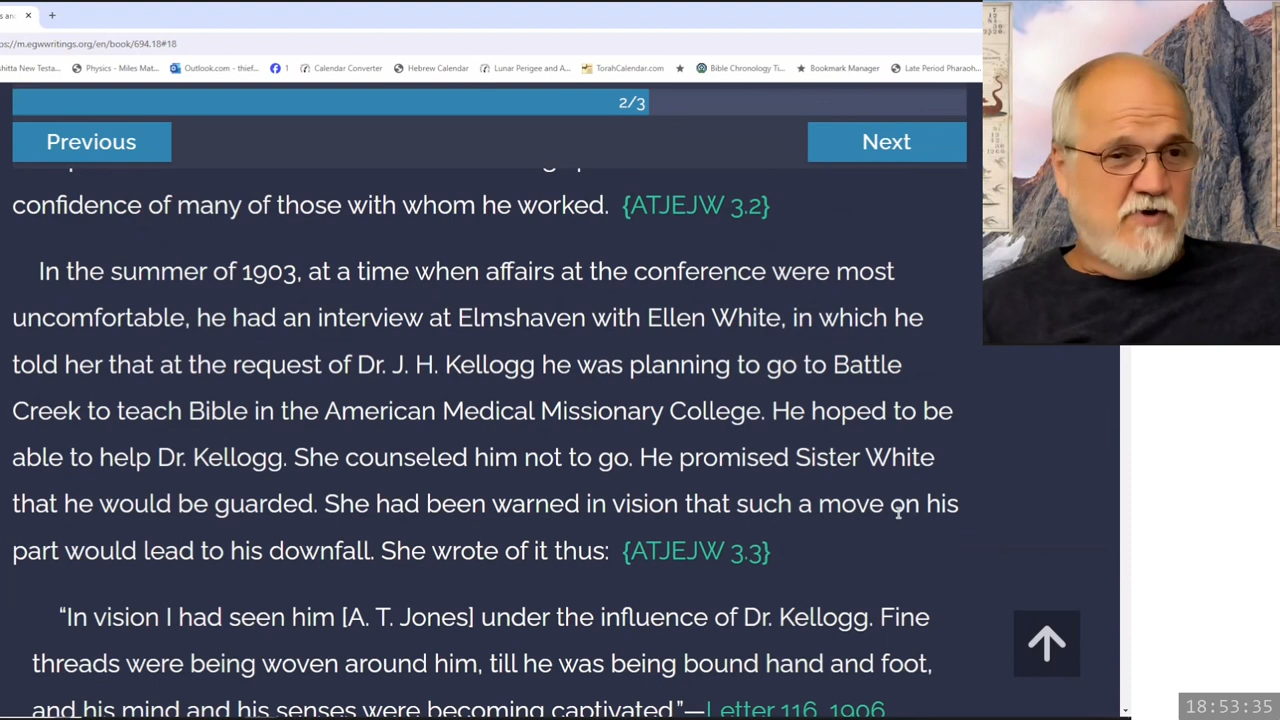 s an
ps://m.egwwritings.org/en/book/694.18#18
shitta New Testa...
Physics - Miles Mat...
Outlook.com - thief...
1
Calendar Converter
Hebrew Calendar
Lunar Perigee and A...
TorahCalendar.com
Bible Chronology Ti...
Bookmark Manager
Late Period Pharaoh...
2/3
Previous
Next
confidence of many of those with whom he worked. {ATJEJW 3.2}
In the summer of 1903, at a time when affairs at the conference were most
uncomfortable, he had an interview at Elmshaven with Ellen White, in which he
told her that at the request of Dr. J. H. Kellogg he was planning to go to Battle
Creek to teach Bible in the American Medical Missionary College. He hoped to be
able to help Dr. Kellogg. She counseled him not to go. He promised Sister White
that he would be guarded. She had been warned in vision that such a move on his
part would lead to his downfall. She wrote of it thus: {ATJEJW 3.3}
“In vision I had seen him [A. T. Jones] under the influence of Dr. Kellogg. Fine
threads were being woven around him, till he was being bound hand and foot,
and his mind and his senses were becoming captivated”—Letter 116, 1906
18:53:35